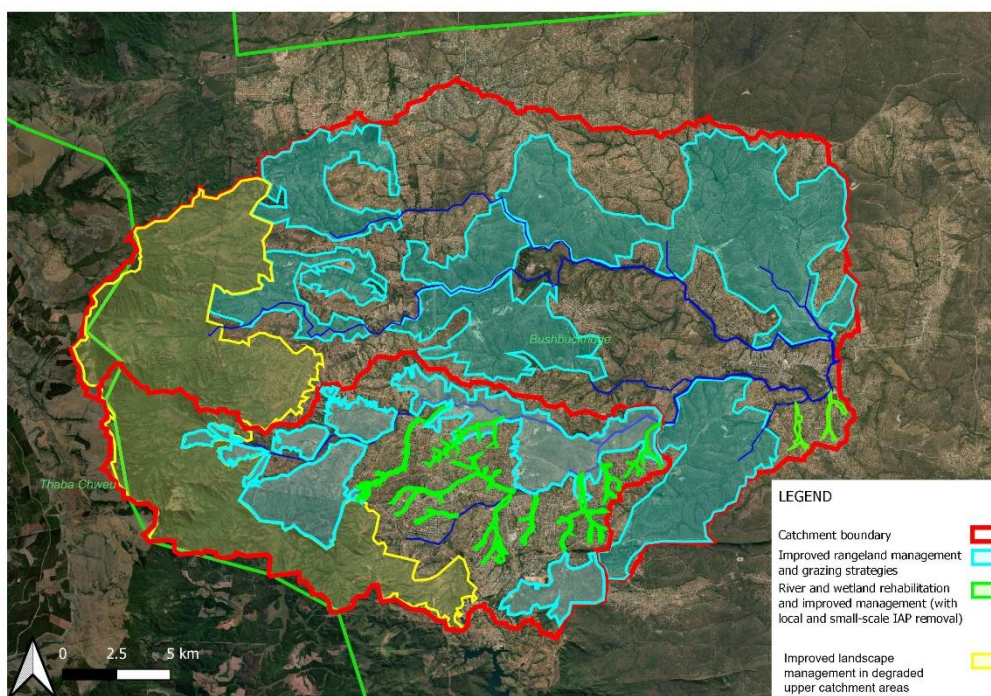 Bushbuckridge
Thaba Chweu
0 2.5 5 km
LEGEND
Catchment boundary
Improved rangeland management
and grazing strategies
River and wetland rehabilitation
and improved management (with
local and small-scale IAP removal)
Improved landscape
management in degraded
upper catchment areas